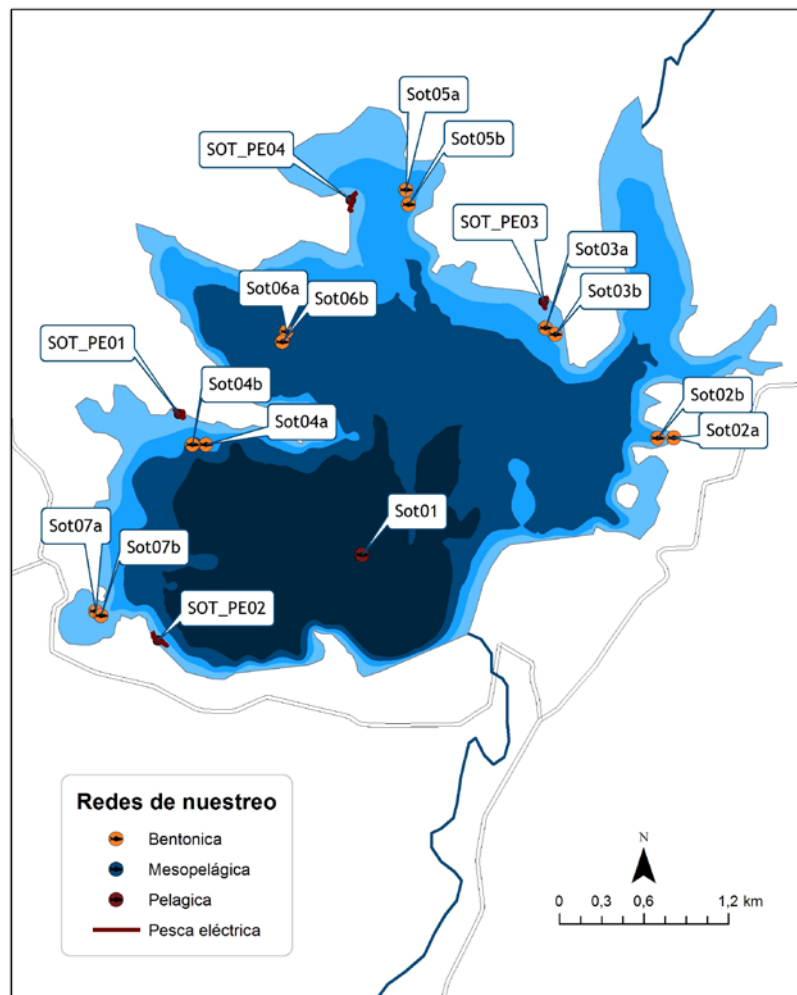 Sot05a
Sot05b
SOT_PE04
SOT_PE03
Sot03a
Sot03b
Sot06a
Sot06b
SOT_PE01
Sot04b
Sot04a
Sot02b
Sot02a
Sot01
Sot07a
Sot07b
SOT_PE02
Redes de nuestreo
Bentonica
Mesopelágica
Pelagica
Pesca eléctrica
N
0 0,3 0,6 1,2 km